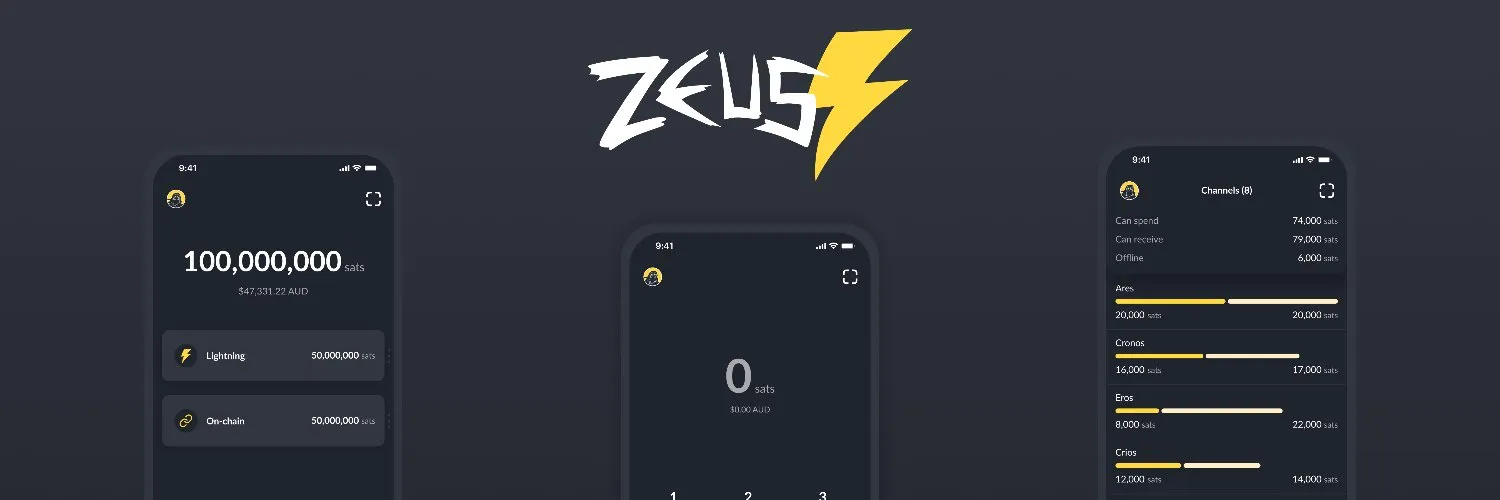 ZEUS
9:41
100,000,000 sats
$47,331.22 AUD
Lightning 50,000,000 sats
On-chain 50,000,000 sats
9:41
0 sats
$0.00 AUD
1 2 3
9:41
Channels (8)
Can spend 74,000 sats
Can receive 79,000 sats
Offline 6,000 sats
Ares
20,000 sats 20,000 sats
Cronos
16,000 sats 17,000 sats
Eros
8,000 sats 22,000 sats
Crios
12,000 sats 14,000 sats